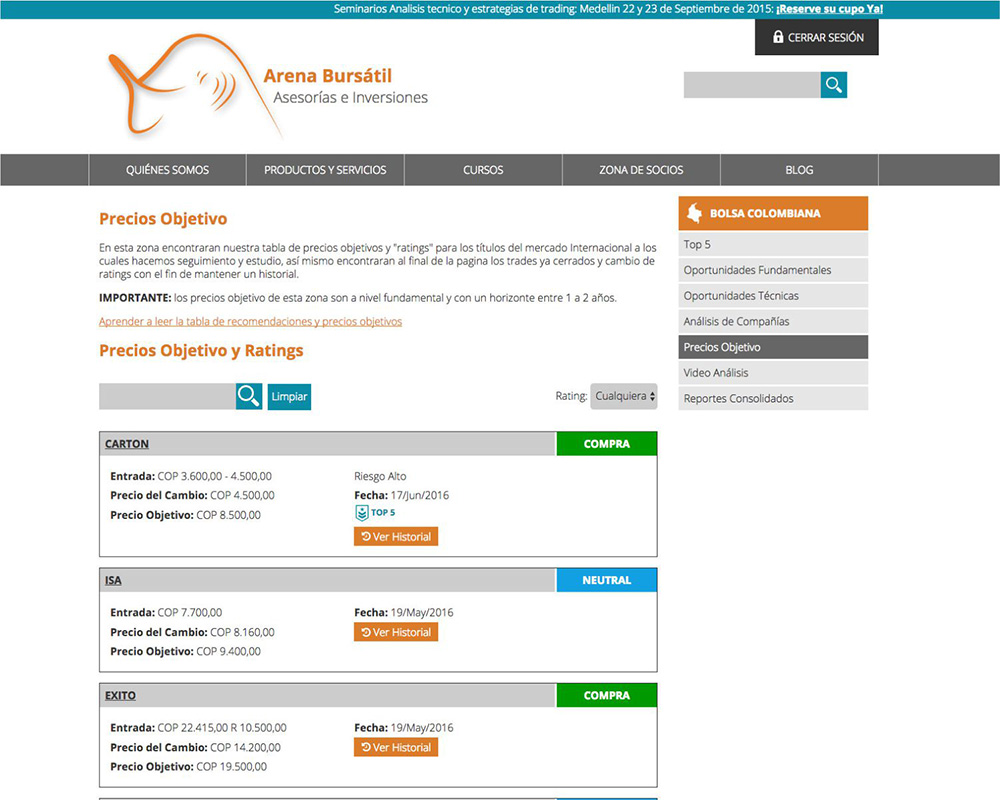 Seminarios Analisis tecnico y estrategias de trading: Medellin 22 y 23 de Septiembre de 2015: ¡Reserve su cupo Ya!
CERRAR SESIÓN
Arena Bursátil
Asesorías e Inversiones
QUIÉNES SOMOS
PRODUCTOS Y SERVICIOS
CURSOS
ZONA DE SOCIOS
BLOG
Precios Objetivo
En esta zona encontraran nuestra tabla de precios objetivos y "ratings" para los títulos del mercado Internacional a los
cuales hacemos seguimiento y estudio, así mismo encontraran al final de la pagina los trades ya cerrados y cambio de
ratings con el fin de mantener un historial.
IMPORTANTE: los precios objetivo de esta zona son a nivel fundamental y con un horizonte entre 1 a 2 años.
Aprender a leer la tabla de recomendaciones y precios objetivos
Precios Objetivo y Ratings
Limpiar
Rating: Cualquiera
CARTON
COMPRA
Entrada: COP 3.600,00 - 4.500,00
Precio del Cambio: COP 4.500,00
Precio Objetivo: COP 8.500,00
Riesgo Alto
Fecha: 17/Jun/2016
TOP 5
Ver Historial
ISA
NEUTRAL
Entrada: COP 7.700,00
Precio del Cambio: COP 8.160,00
Precio Objetivo: COP 9.400,00
Fecha: 19/May/2016
Ver Historial
EXITO
COMPRA
Entrada: COP 22.415,00 R 10.500,00
Precio del Cambio: COP 14.200,00
Precio Objetivo: COP 19.500,00
Fecha: 19/May/2016
Ver Historial
BOLSA COLOMBIANA
Top 5
Oportunidades Fundamentales
Oportunidades Técnicas
Análisis de Compañías
Precios Objetivo
Video Análisis
Reportes Consolidados